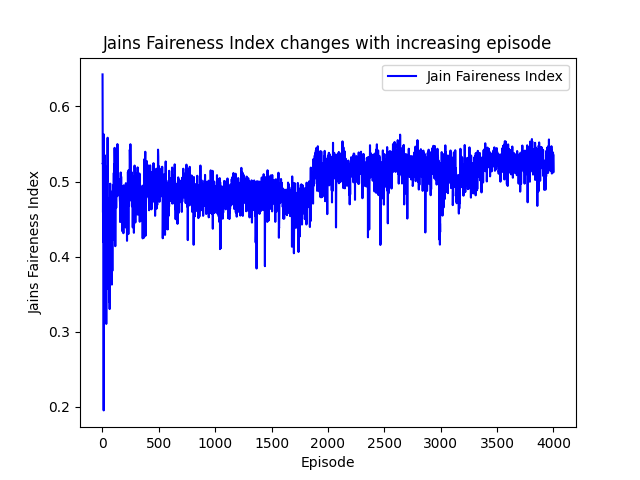 Jains Faireness Index changes with increasing episode
Jain Faireness Index
Jains Faireness Index
0.6
0.5
0.4
0.3
0.2
0 500 1000 1500 2000 2500 3000 3500 4000
Episode